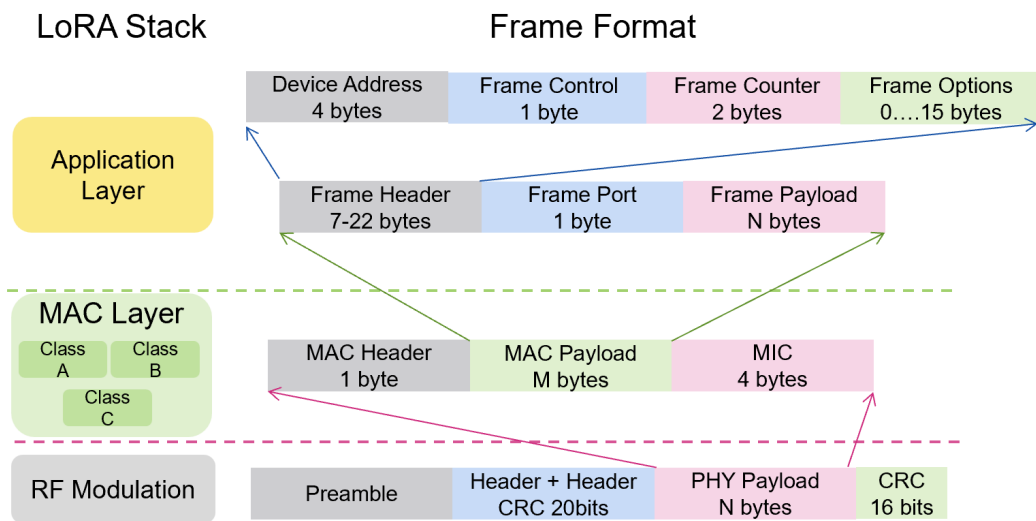 LoRA Stack
Frame Format
Device Address
4 bytes
Frame Control
1 byte
Frame Counter
2 bytes
Frame Options
0....15 bytes
Application
Layer
Frame Header
7-22 bytes
Frame Port
1 byte
Frame Payload
N bytes
MAC Layer
Class
A
Class
B
Class
C
MAC Header
1 byte
MAC Payload
M bytes
MIC
4 bytes
RF Modulation
Preamble
Header + Header
CRC 20bits
PHY Payload
N bytes
CRC
16 bits